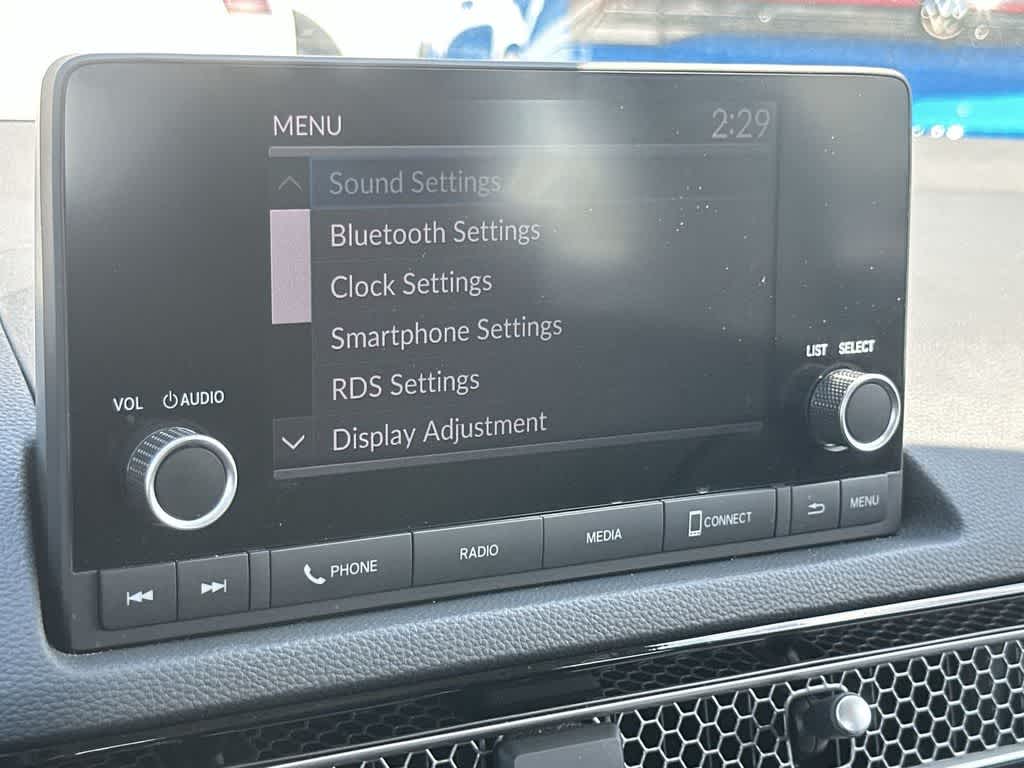 MENU 2:29
Sound Settings
Bluetooth Settings
Clock Settings
Smartphone Settings
RDS Settings
Display Adjustment
VOL AUDIO
LIST SELECT
PHONE RADIO MEDIA CONNECT MENU